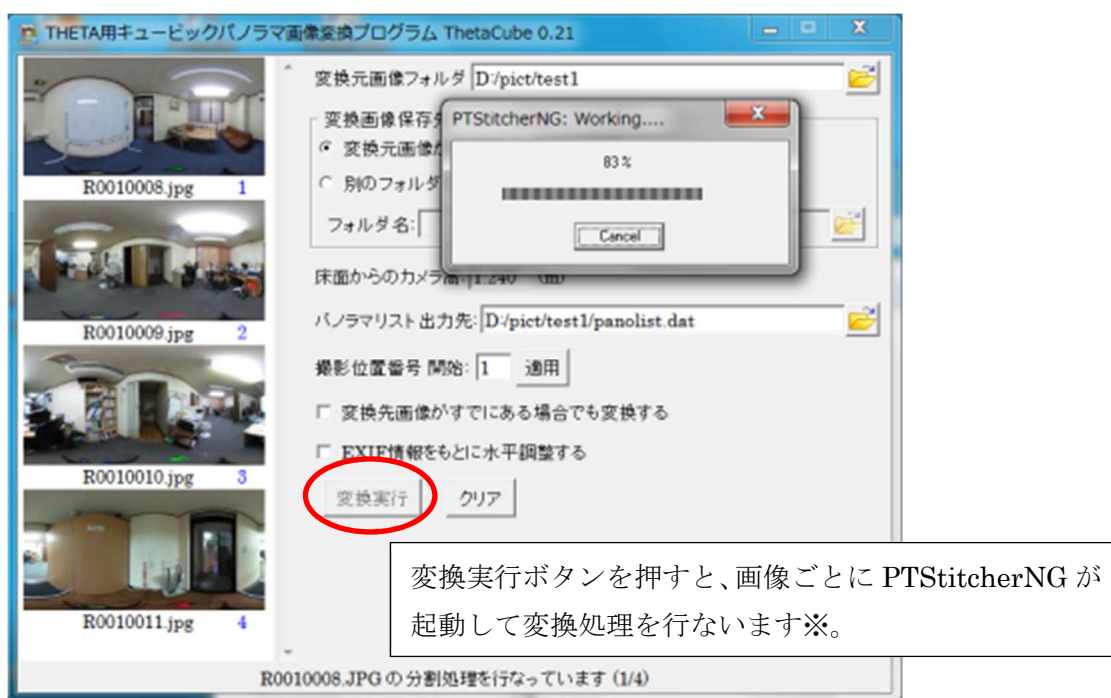 THETA用キュービックパノラマ画像変換プログラム ThetaCube 0.21
R0010008.jpg 1
R0010009.jpg 2
R0010010.jpg 3
R0010011.jpg 4
変換元画像フォルダ D:/pict/test1
変換画像保存先
変換元画像
別のフォルダ
フォルダ名:
PTStitcherNG: Working....
83%
Cancel
床面からのカメラ高: 1.240 (m)
パノラマリスト出力先: D:/pict/test1/panolist.dat
撮影位置番号 開始: 1 適用
変換先画像がすでにある場合でも変換する
EXIF情報をもとに水平調整する
変換実行 クリア
変換実行ボタンを押すと、画像ごとに PTStitcherNG が
起動して変換処理を行ないます※。
R0010008.JPG の分割処理を行なっています (1/4)